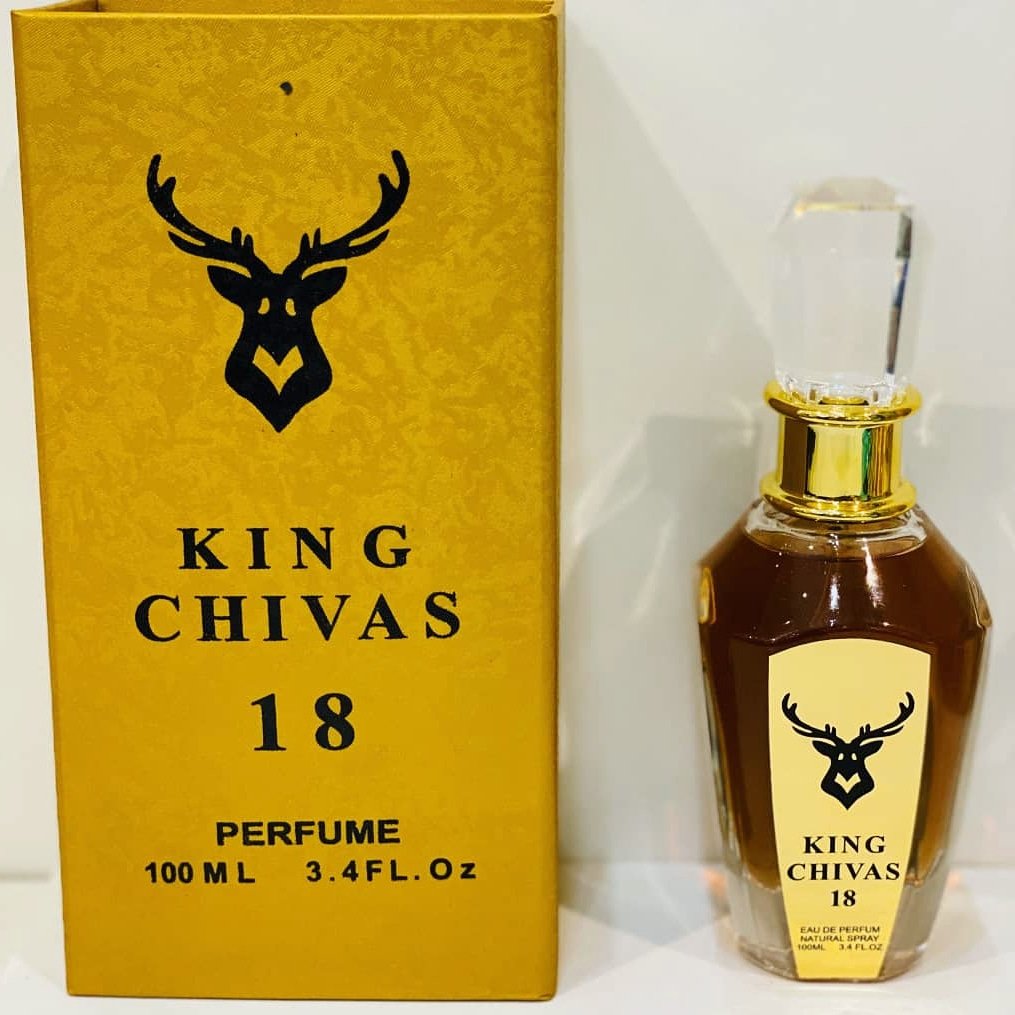 KING
CHIVAS
18
PERFUME
100 ML 3.4FL.Oz
KING
CHIVAS
18
EAU DE PERFUM
NATURAL SPRAY
100ML 3.4 FL.OZ